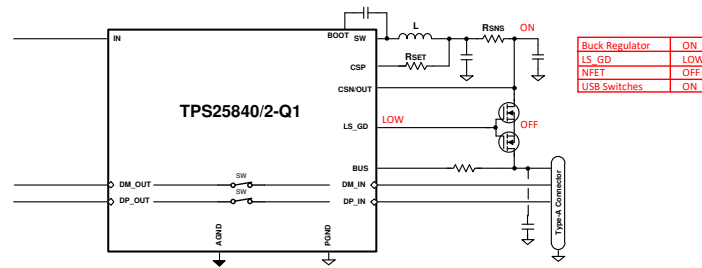 IN
BOOT
SW
L
RSNS
ON
CSP
RSET
CSN/OUT
TPS25840/2-Q1
LS_GD
LOW
OFF
BUS
DM_OUT
SW
DM_IN
DP_OUT
SW
DP_IN
AGND
PGND
Type-A Connector
Buck Regulator ON
LS_GD LOW
NFET OFF
USB Switches ON